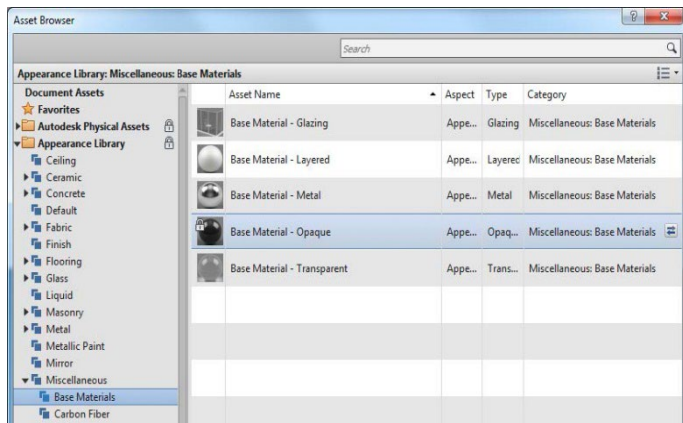 Asset Browser
Search
Appearance Library: Miscellaneous: Base Materials
Document Assets
Favorites
Autodesk Physical Assets
Appearance Library
Ceiling
Ceramic
Concrete
Default
Fabric
Finish
Flooring
Glass
Liquid
Masonry
Metal
Metallic Paint
Mirror
Miscellaneous
Base Materials
Carbon Fiber
Asset Name Aspect Type Category
Base Material - Glazing Appe... Glazing Miscellaneous: Base Materials
Base Material - Layered Appe... Layered Miscellaneous: Base Materials
Base Material - Metal Appe... Metal Miscellaneous: Base Materials
Base Material - Opaque Appe... Opaq... Miscellaneous: Base Materials
Base Material - Transparent Appe... Trans... Miscellaneous: Base Materials